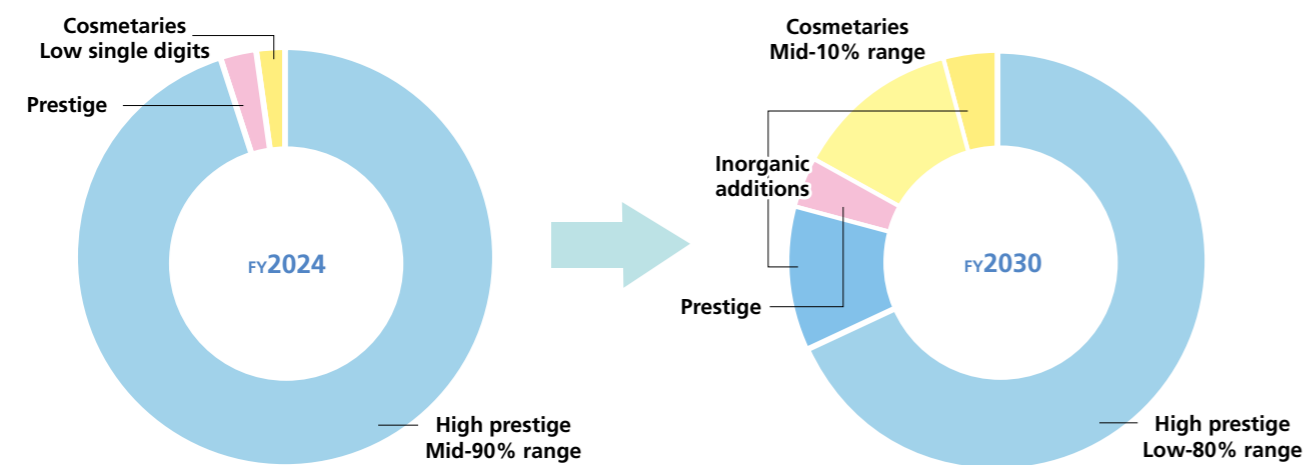 Cosmetaries
Low single digits
Prestige
FY2024
High prestige
Mid-90% range
Cosmetaries
Mid-10% range
Inorganic
additions
Prestige
FY2030
High prestige
Low-80% range